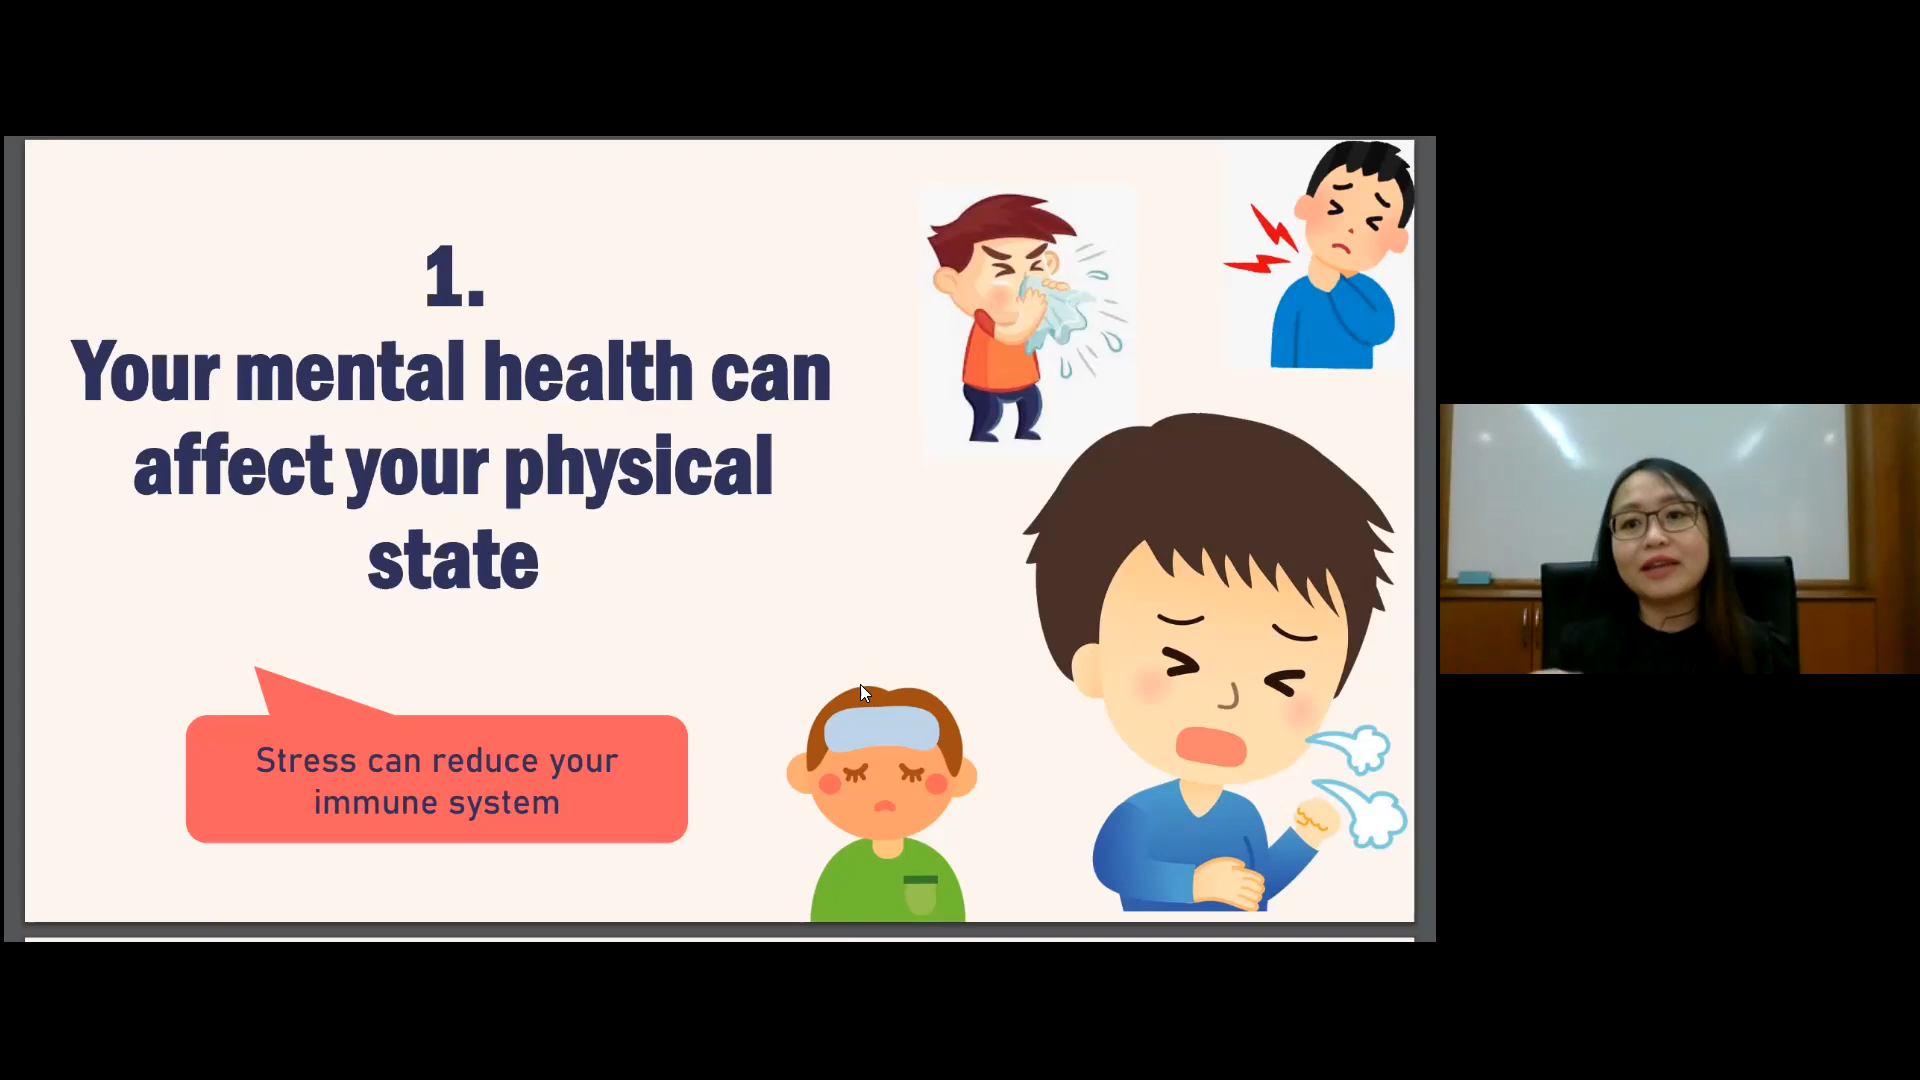 1.
Your mental health can
affect your physical
state
Stress can reduce your
immune system